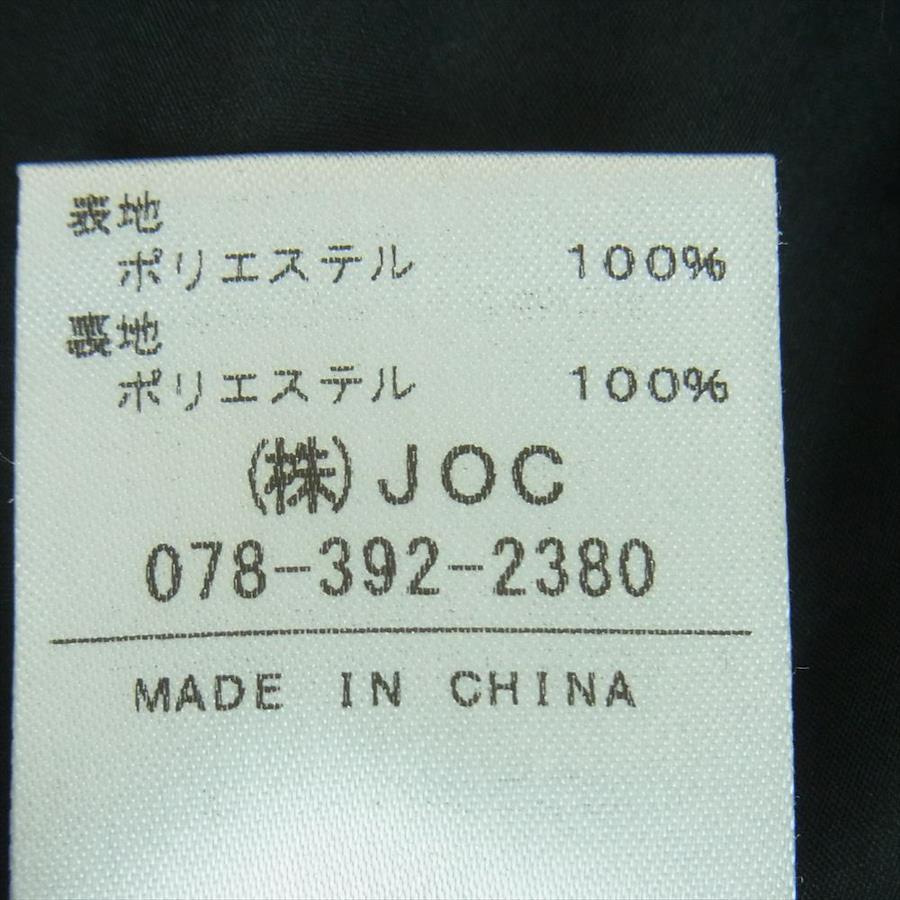 表地
ポリエステル 100%
裏地
ポリエステル 100%
(株)JOC
078-392-2380
MADE IN CHINA